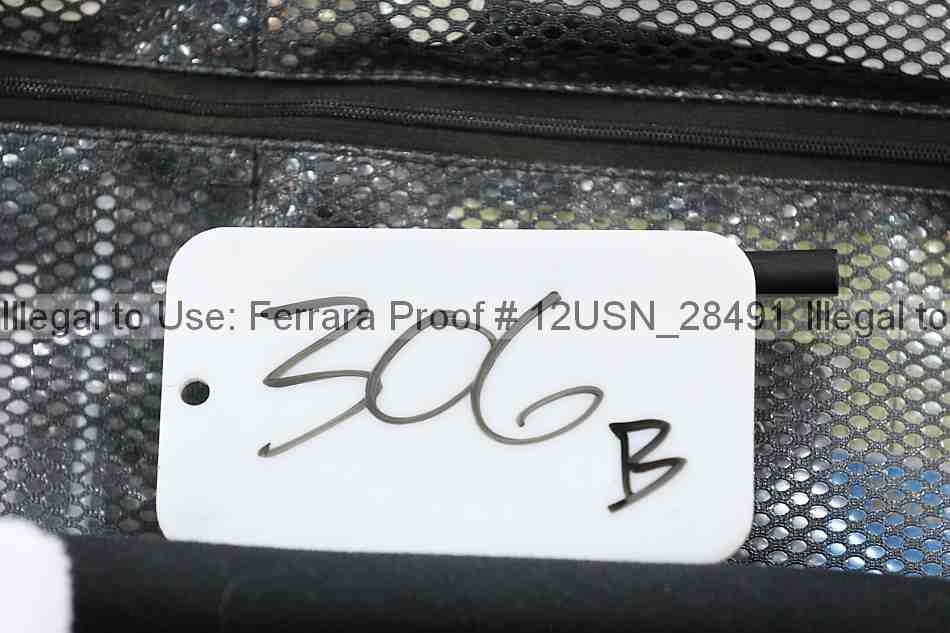 Illegal to Use: Ferrara Proof # 12USN_28491 Illegal to
306
B